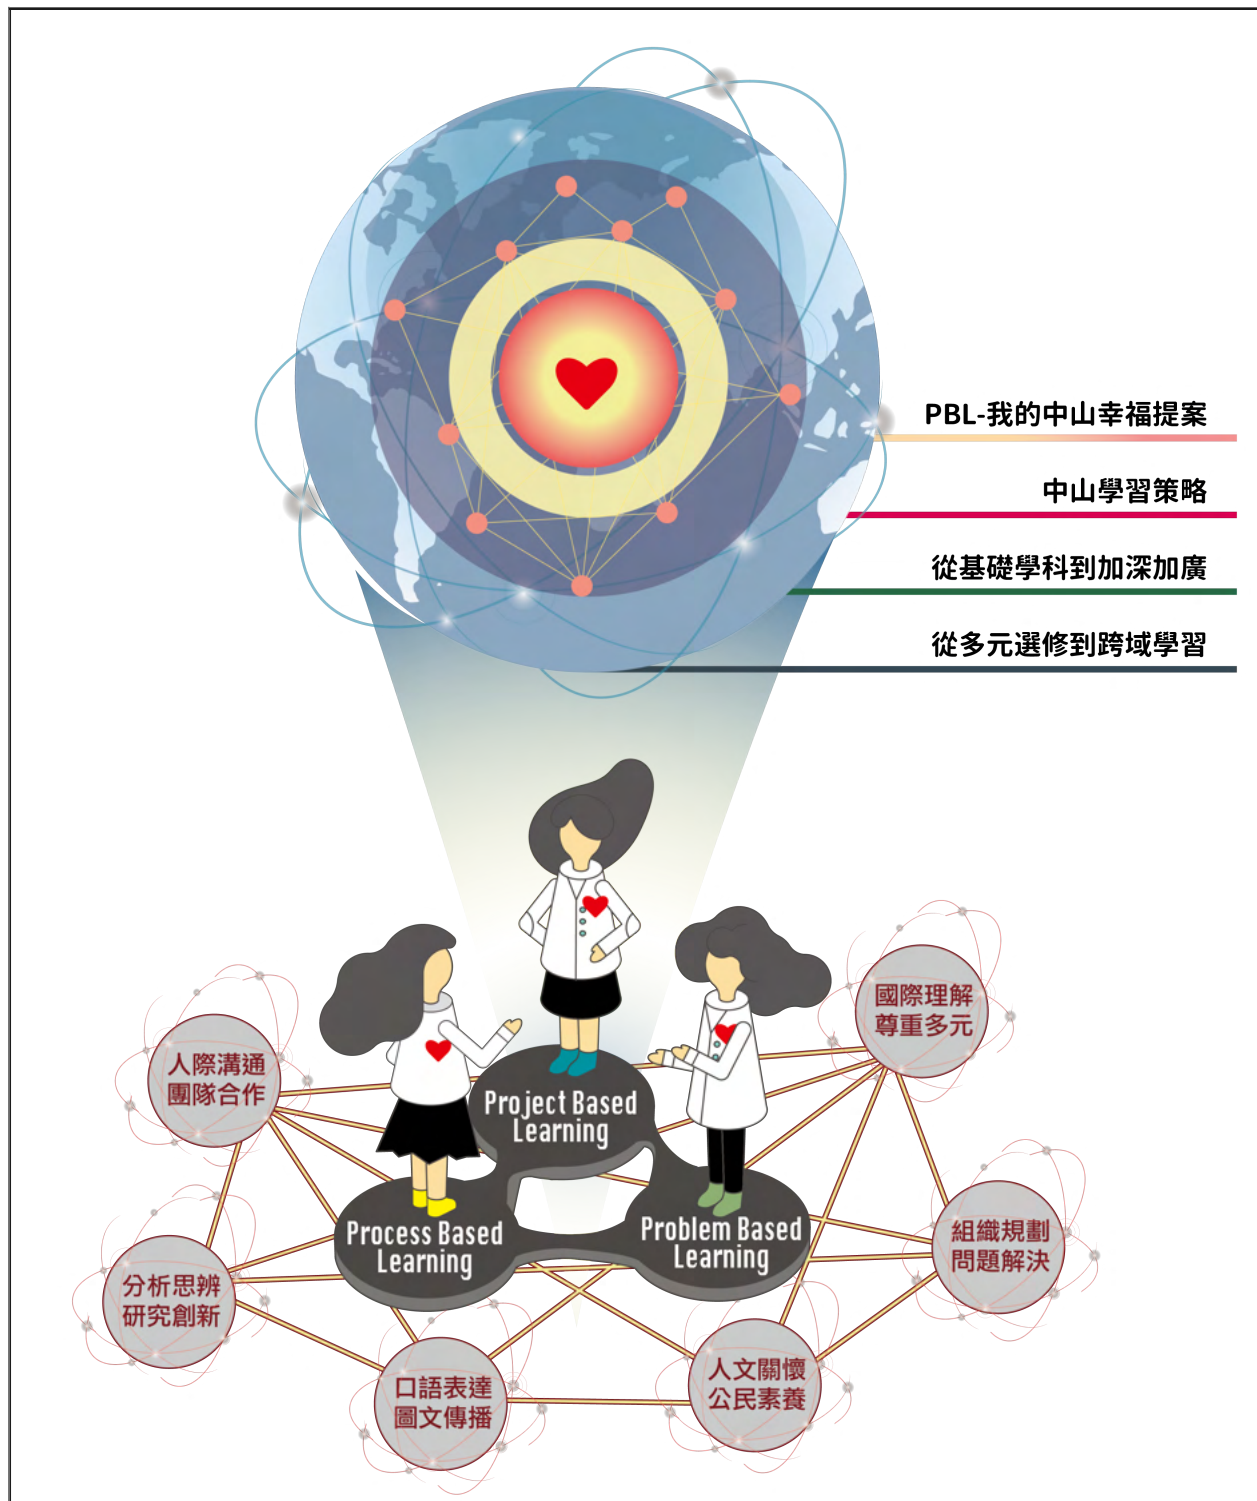 PBL-我的中山幸福提案
中山學習策略
從基礎學科到加深加廣
從多元選修到跨域學習
國際理解
尊重多元
人際溝通
團隊合作
Project Based
Learning
Process Based
Learning
Problem Based
Learning
組織規劃
問題解決
分析思辨
研究創新
人文關懷
公民素養
口語表達
圖文傳播